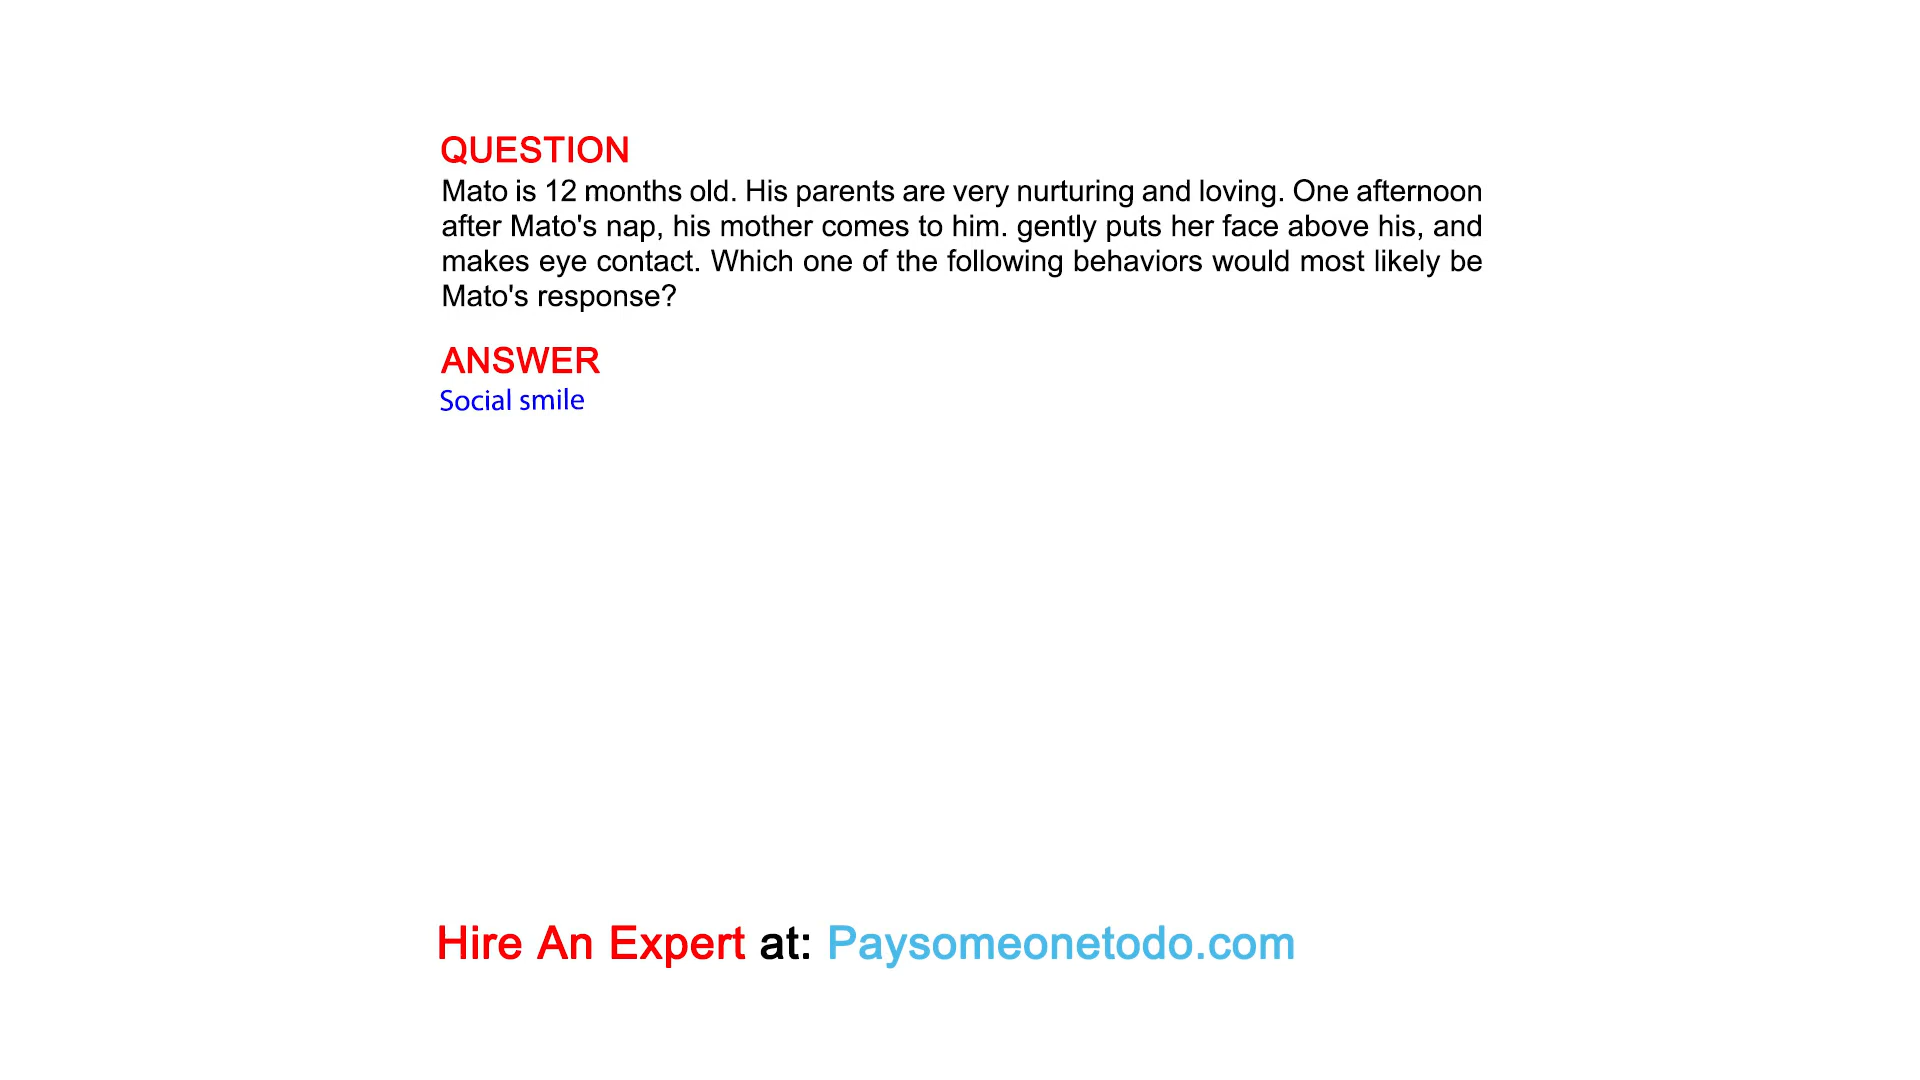 QUESTION
Mato is 12 months old. His parents are very nurturing and loving. One afternoon
after Mato's nap, his mother comes to him. gently puts her face above his, and
makes eye contact. Which one of the following behaviors would most likely be
Mato's response?
ANSWER
Social smile
Hire An Expert at: Paysomeonetodo.com